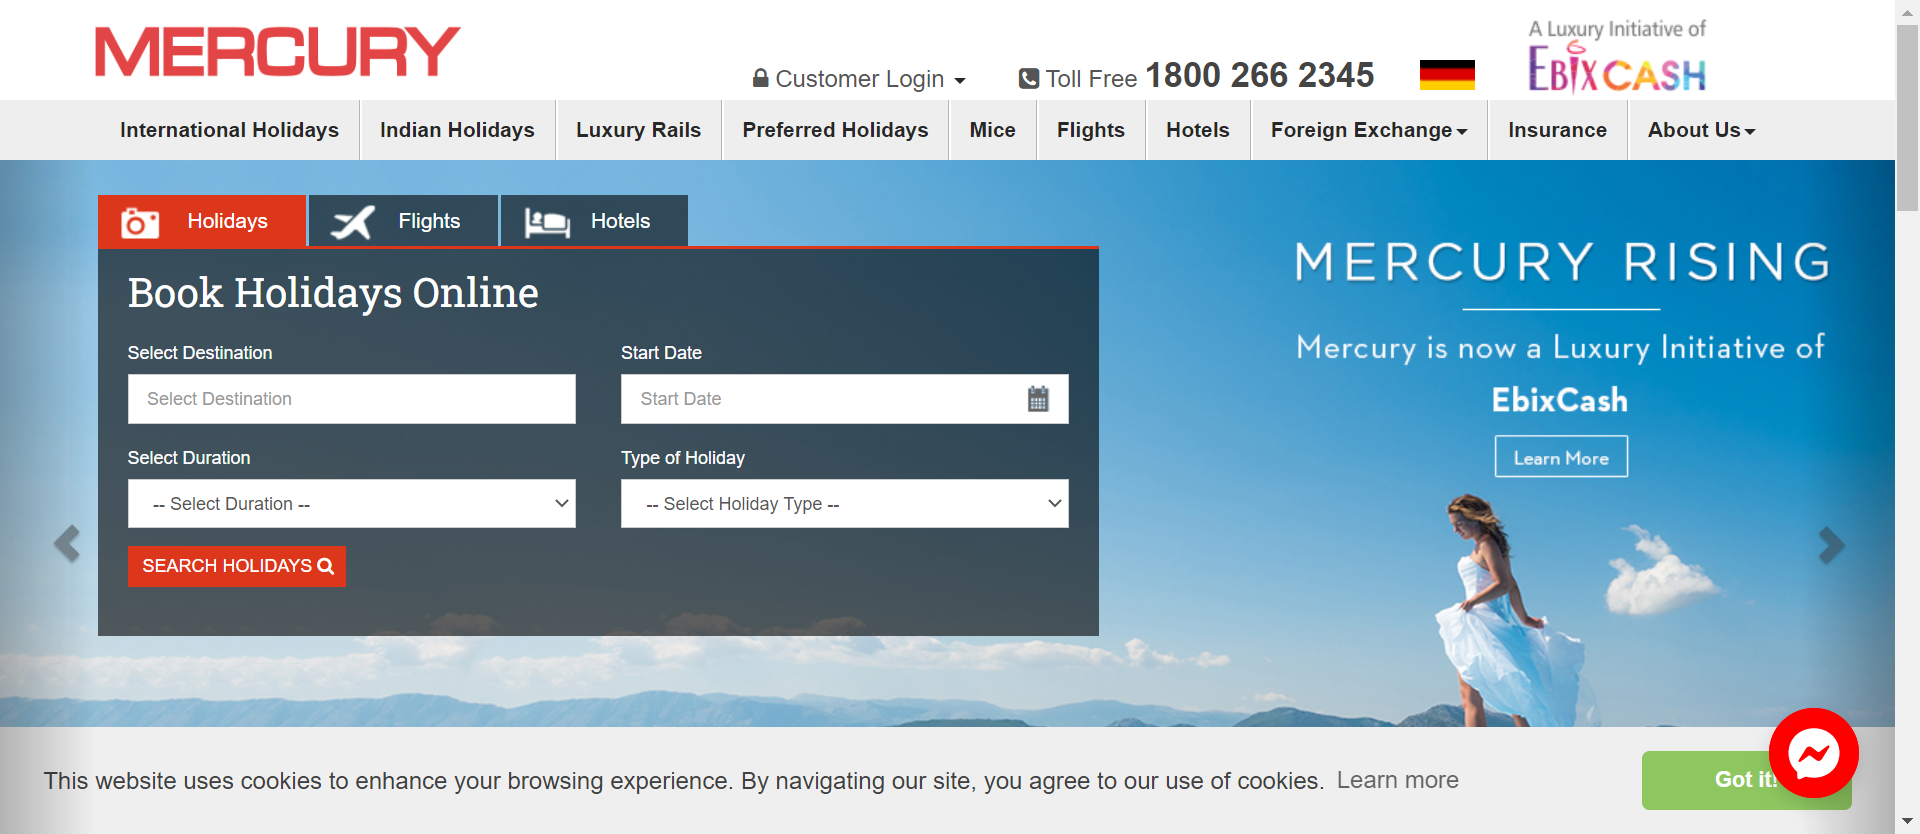 MERCURY
Customer Login
Toll Free 1800 266 2345
A Luxury Initiative of
EBIXCASH
International Holidays
Indian Holidays
Luxury Rails
Preferred Holidays
Mice
Flights
Hotels
Foreign Exchange
Insurance
About Us
Holidays
Flights
Hotels
Book Holidays Online
Select Destination
Start Date
Select Destination
Start Date
Select Duration
Type of Holiday
-- Select Duration --
-- Select Holiday Type --
SEARCH HOLIDAYS
MERCURY RISING
Mercury is now a Luxury Initiative of
EbixCash
Learn More
This website uses cookies to enhance your browsing experience. By navigating our site, you agree to our use of cookies. Learn more
Got it!